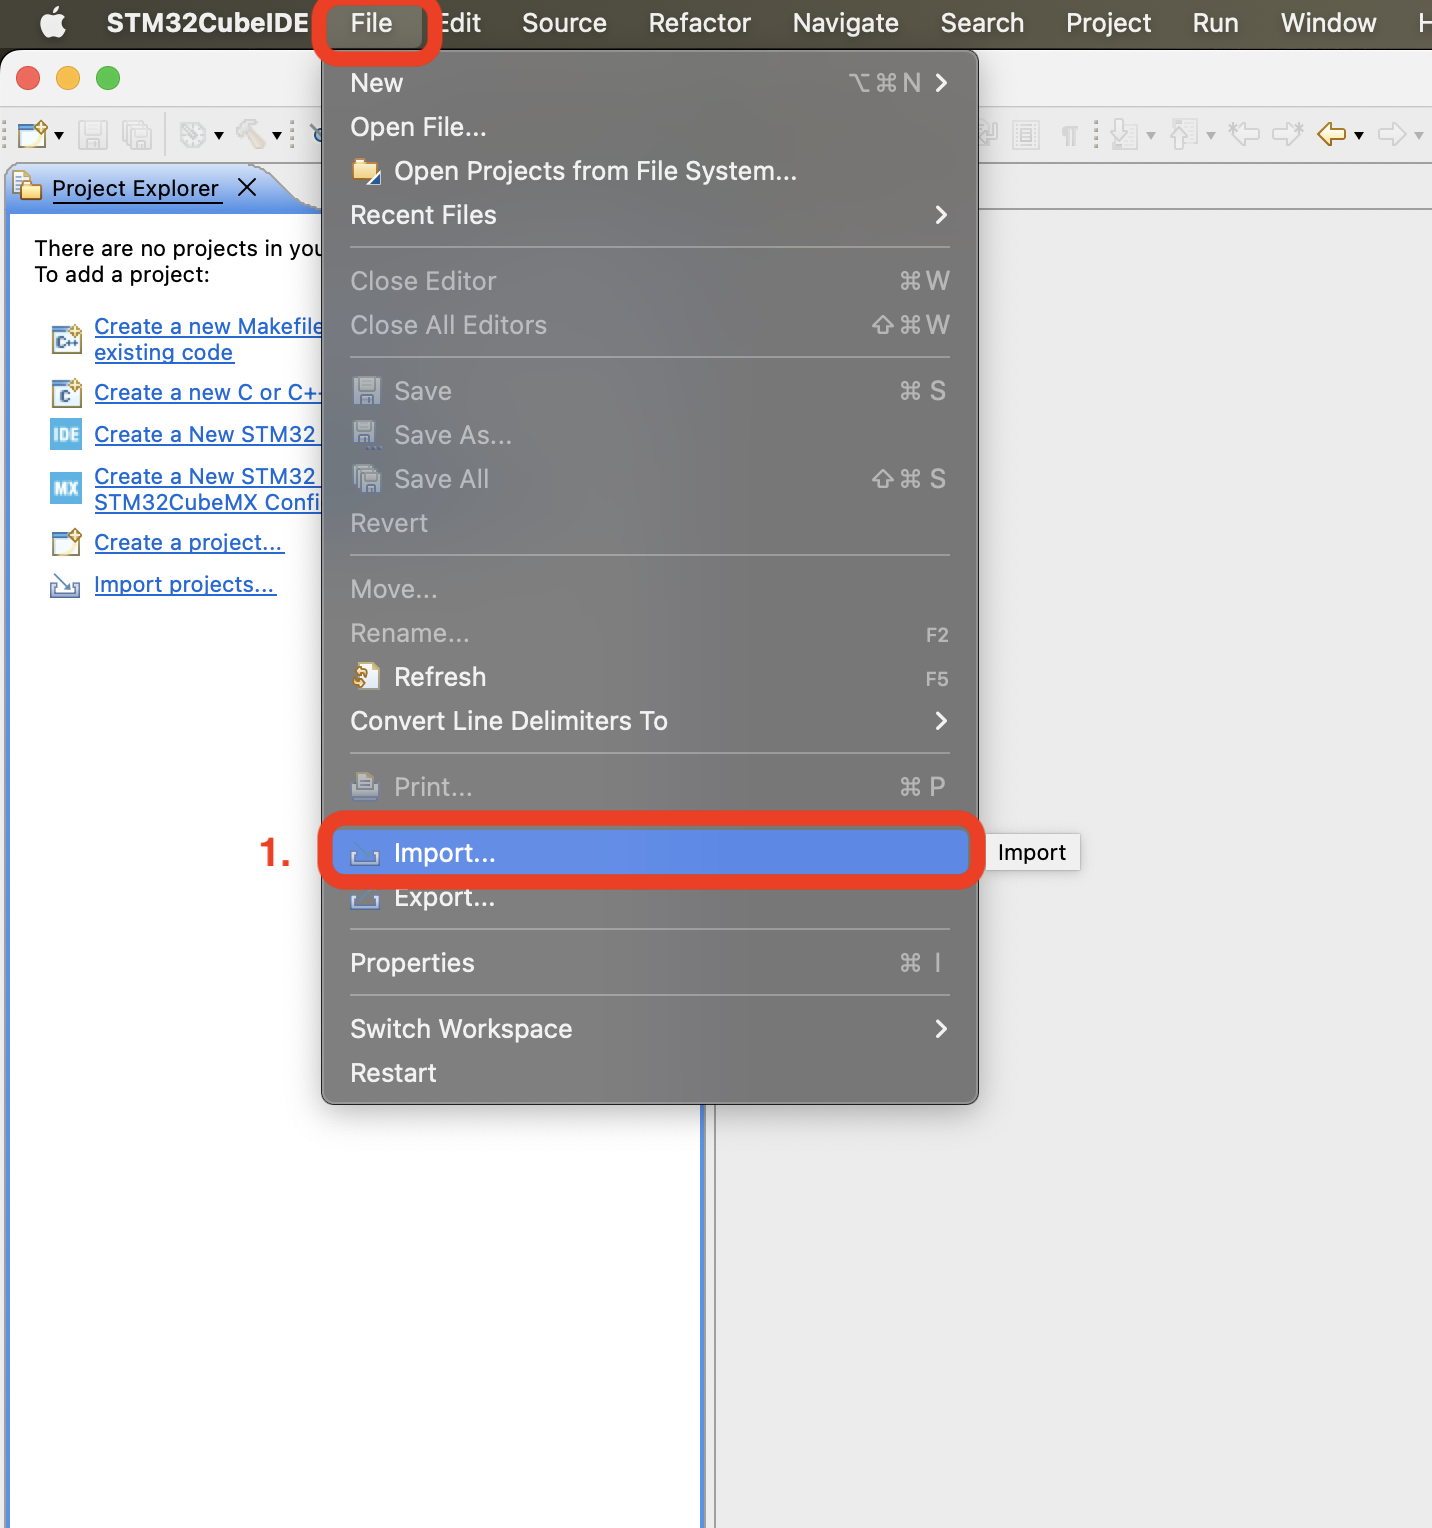 STM32CubeIDE File Edit Source Refactor Navigate Search Project Run Window H
Project Explorer
There are no projects in you
To add a project:
Create a new Makefile
existing code
Create a new C or C+
Create a New STM32
Create a New STM32
STM32CubeMX Confi
Create a project...
Import projects...
C++
C
IDE
MX
New ⌥⌘N
Open File...
Open Projects from File System...
Recent Files
Close Editor ⌘W
Close All Editors ⇧⌘W
Save ⌘S
Save As...
Save All ⇧⌘S
Revert
Move...
Rename... F2
Refresh F5
Convert Line Delimiters To
Print... ⌘P
1. Import... Import
Export...
Properties ⌘I
Switch Workspace
Restart